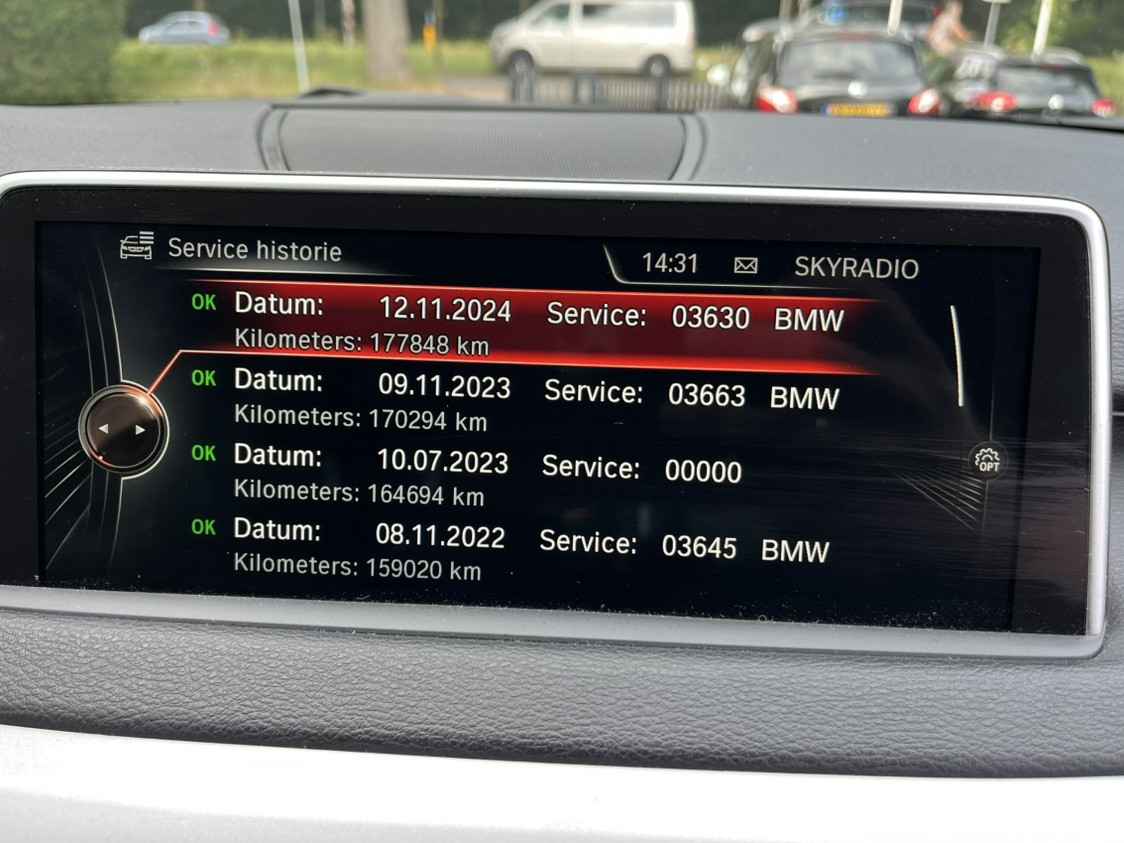 Service historie 14:31 SKYRADIO
OK Datum: 12.11.2024 Service: 03630 BMW
Kilometers: 177848 km
OK Datum: 09.11.2023 Service: 03663 BMW
Kilometers: 170294 km
OK Datum: 10.07.2023 Service: 00000
Kilometers: 164694 km
OPT
OK Datum: 08.11.2022 Service: 03645 BMW
Kilometers: 159020 km